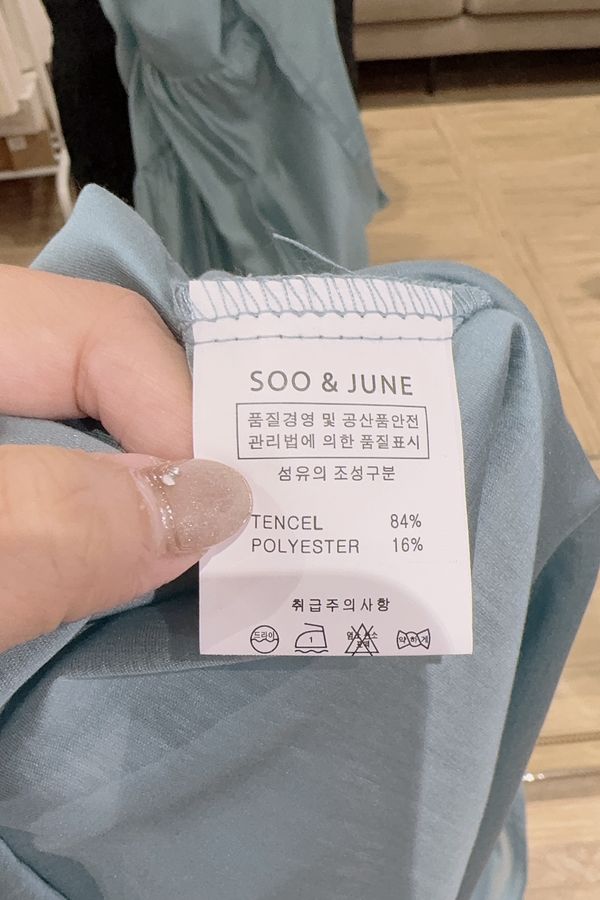 SOO & JUNE
품질경영 및 공산품안전
관리법에 의한 품질표시
섬유의 조성구분
TENCEL 84%
POLYESTER 16%
취급주의사항
드라이
1
약하게